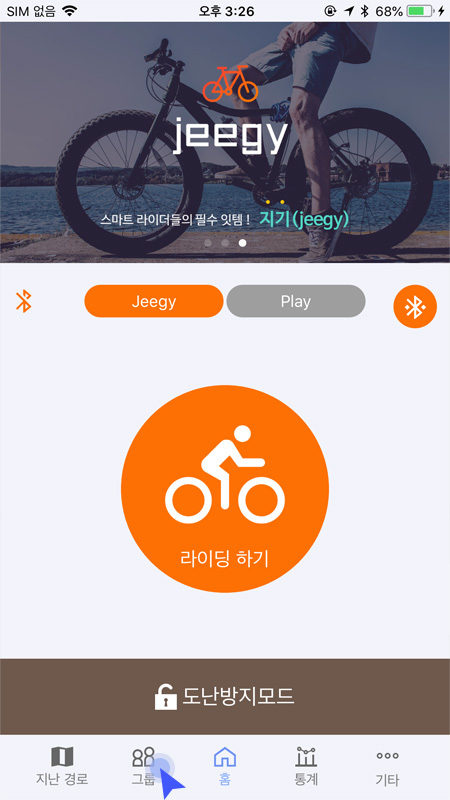 SIM 없음 오후 3:26 68%
jeegy
스마트 라이더들의 필수 잇템 ! 지기(jeegy)
Jeegy Play
라이딩 하기
도난방지모드
지난 경로 그룹 홈 통계 기타